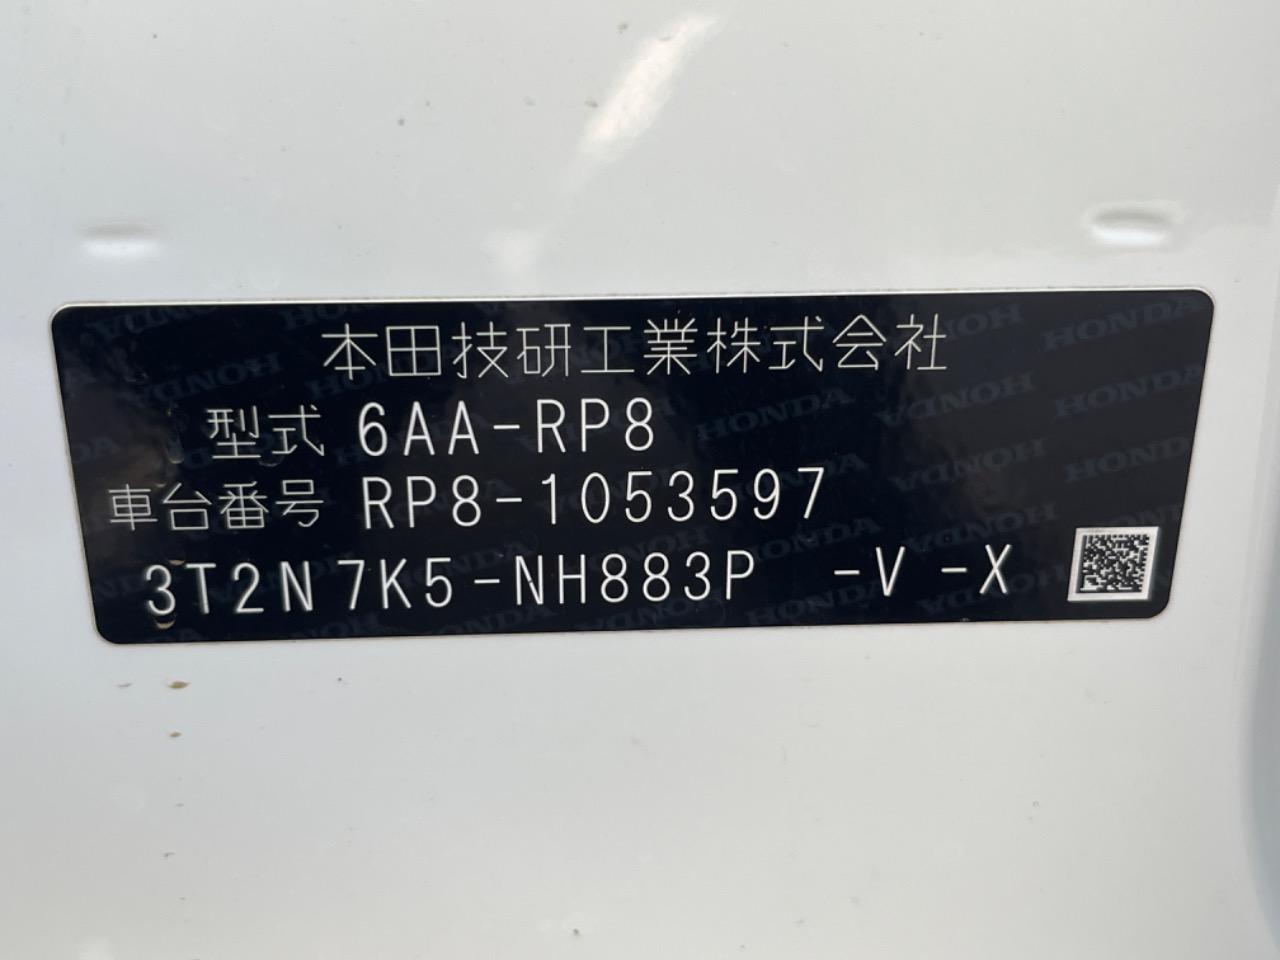 本田技研工業株式会社
型式 6AA-RP8
車台番号 RP8-1053597
3T2N7K5-NH883P -V -X